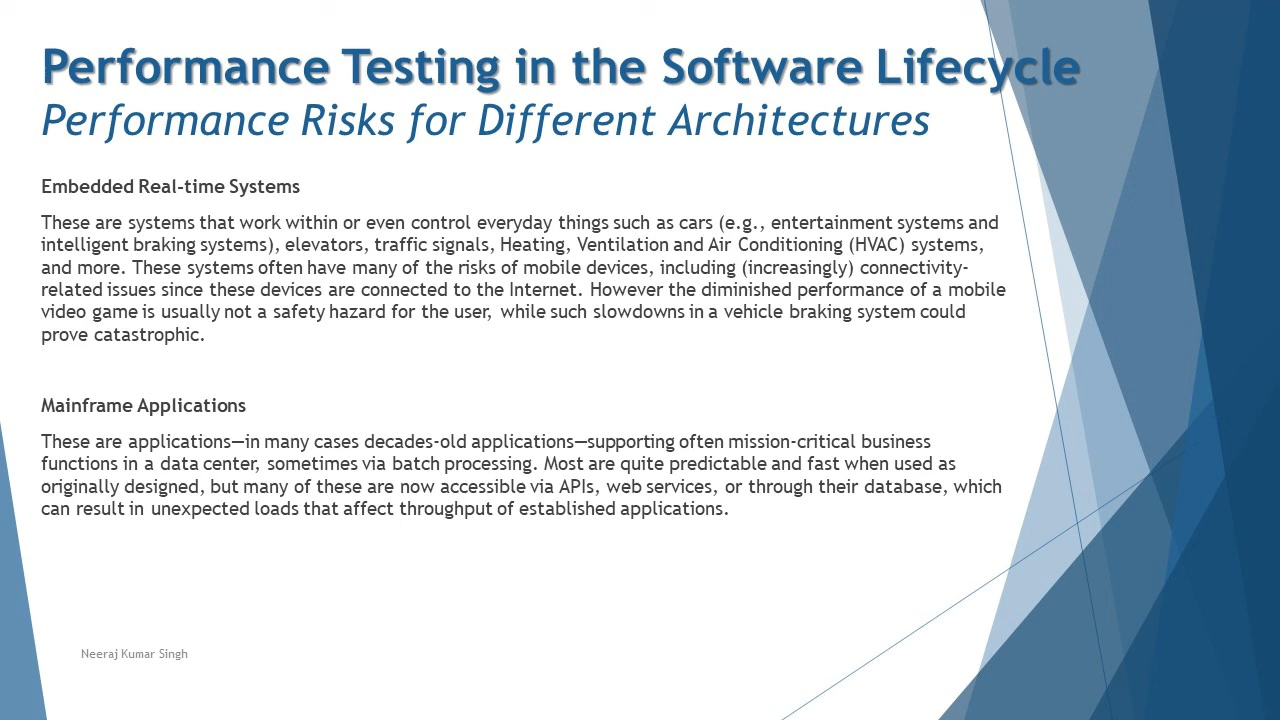 Performance Testing in the Software Lifecycle
Performance Risks for Different Architectures
Embedded Real-time Systems
These are systems that work within or even control everyday things such as cars (e.g., entertainment systems and
intelligent braking systems), elevators, traffic signals, Heating, Ventilation and Air Conditioning (HVAC) systems,
and more. These systems often have many of the risks of mobile devices, including (increasingly) connectivity-
related issues since these devices are connected to the Internet. However the diminished performance of a mobile
video game is usually not a safety hazard for the user, while such slowdowns in a vehicle braking system could
prove catastrophic.
Mainframe Applications
These are applications—in many cases decades-old applications—supporting often mission-critical business
functions in a data center, sometimes via batch processing. Most are quite predictable and fast when used as
originally designed, but many of these are now accessible via APIs, web services, or through their database, which
can result in unexpected loads that affect throughput of established applications.
Neeraj Kumar Singh